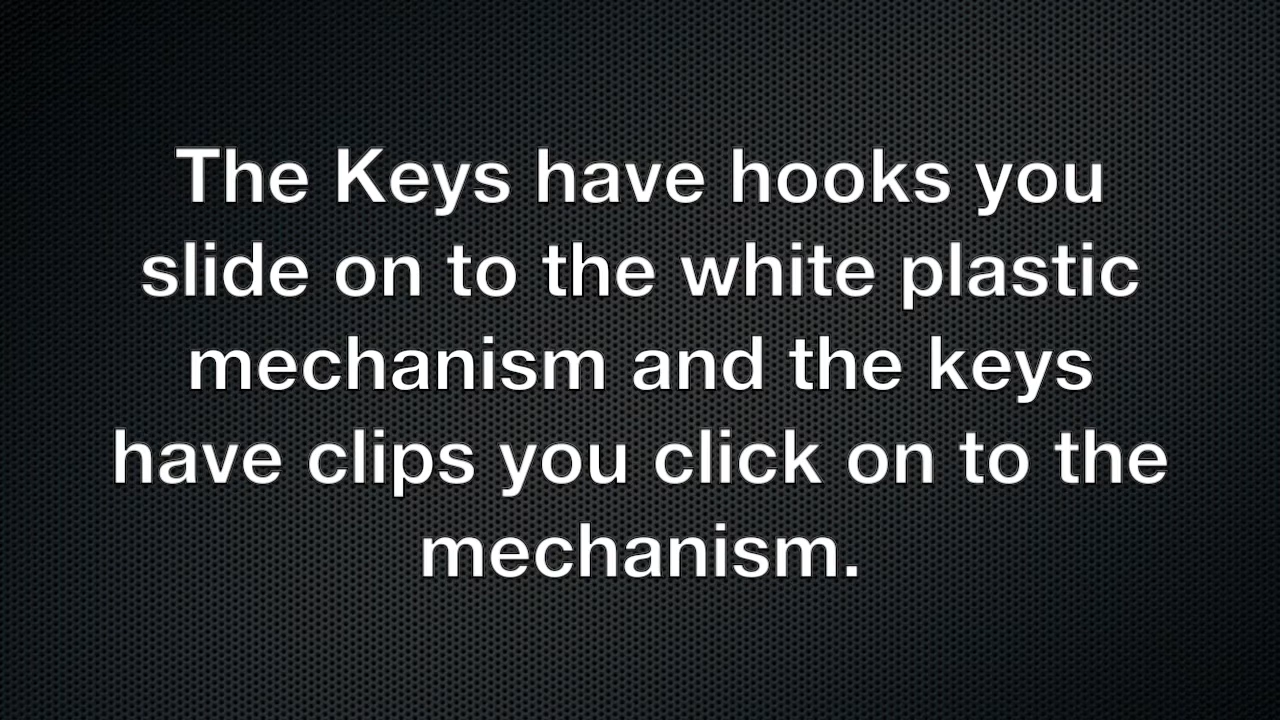 The Keys have hooks you
slide on to the white plastic
mechanism and the keys
have clips you click on to the
mechanism.